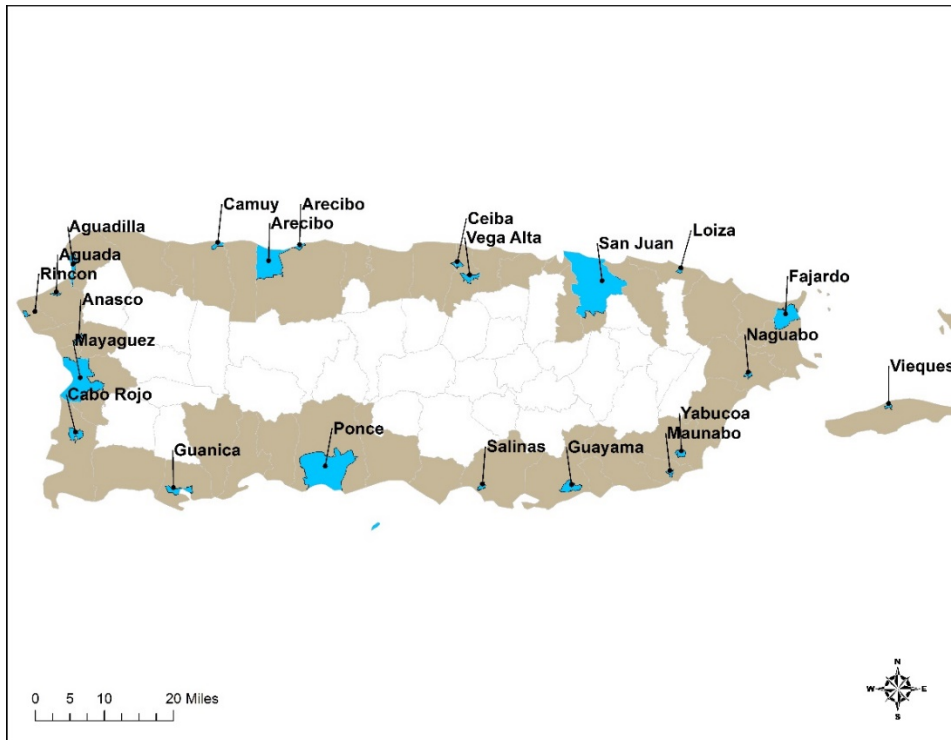 Camuy
Arecibo
Arecibo
Aguadilla
Ceiba
Vega Alta
San Juan
Loiza
Aguada
Rincon
Anasco
Fajardo
Mayaguez
Naguabo
Cabo Rojo
Vieques
Ponce
Guanica
Salinas
Guayama
Yabucoa
Maunabo
N
W E
S
0 5 10 20 Miles